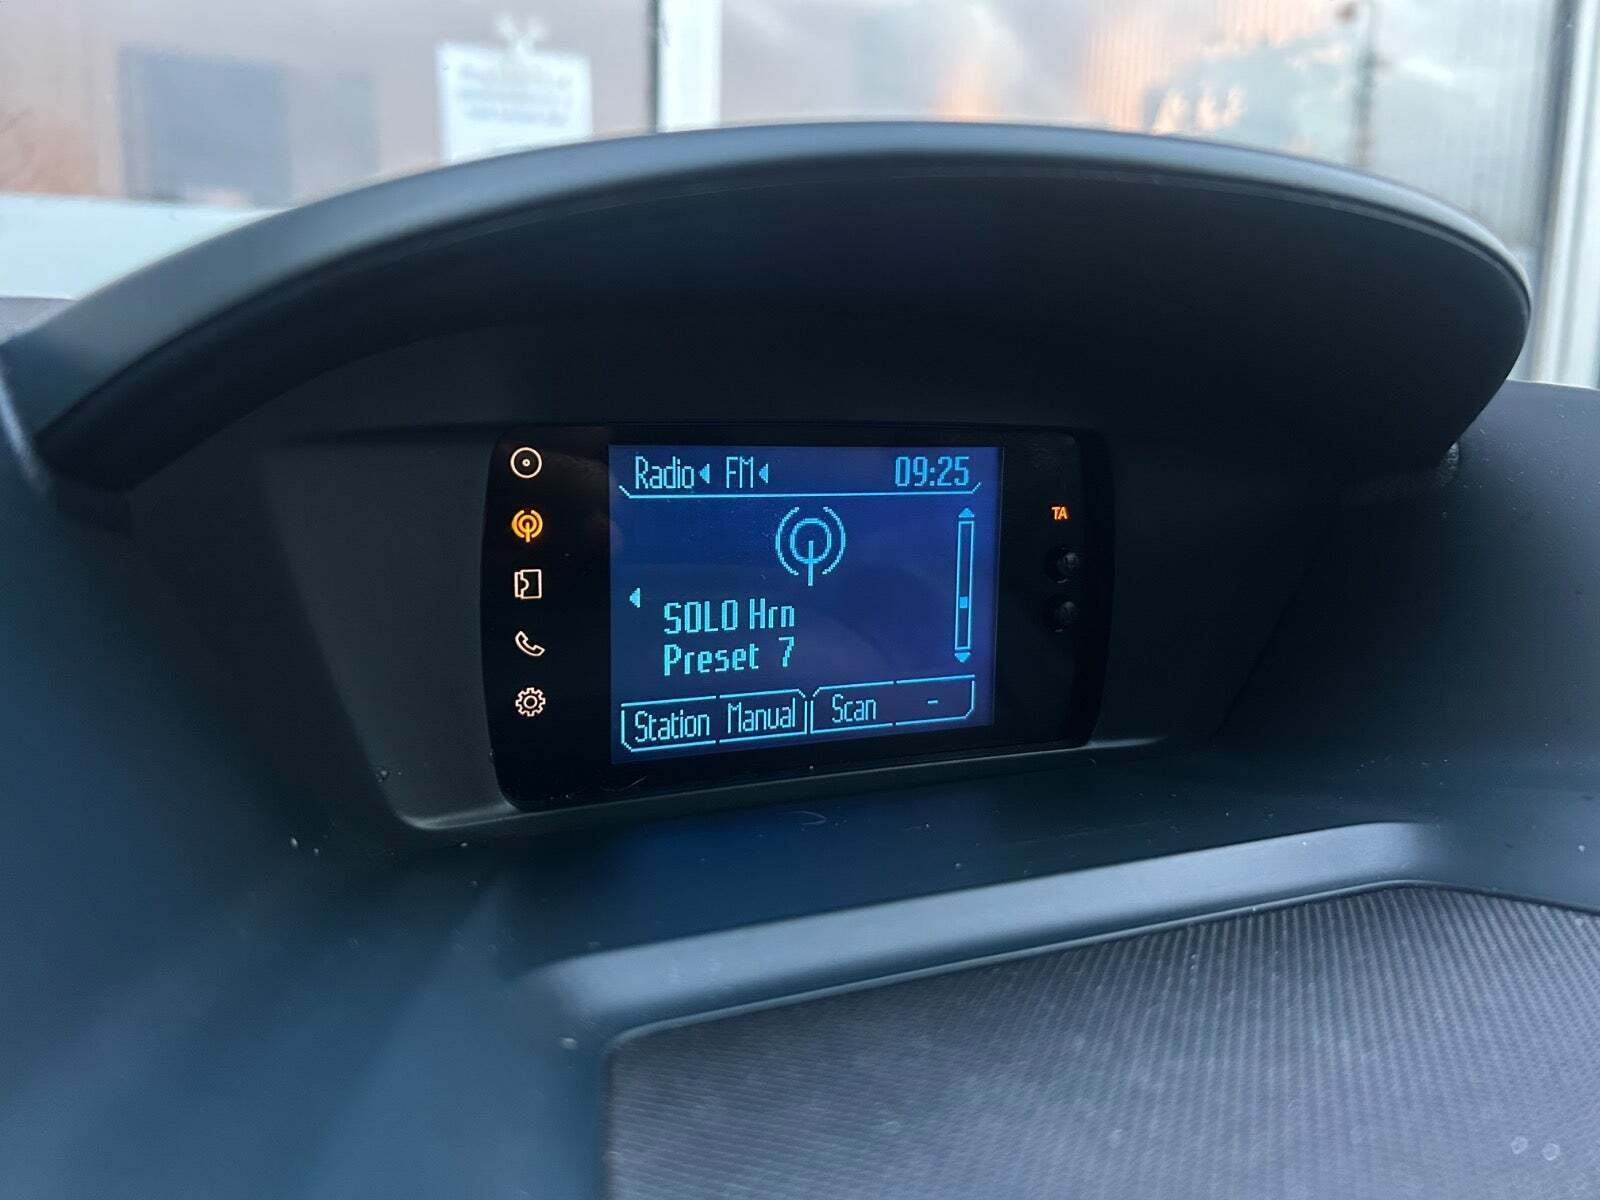 Radio FM 09:25
TA
SOLO Hrn
Preset 7
Station Manual Scan -